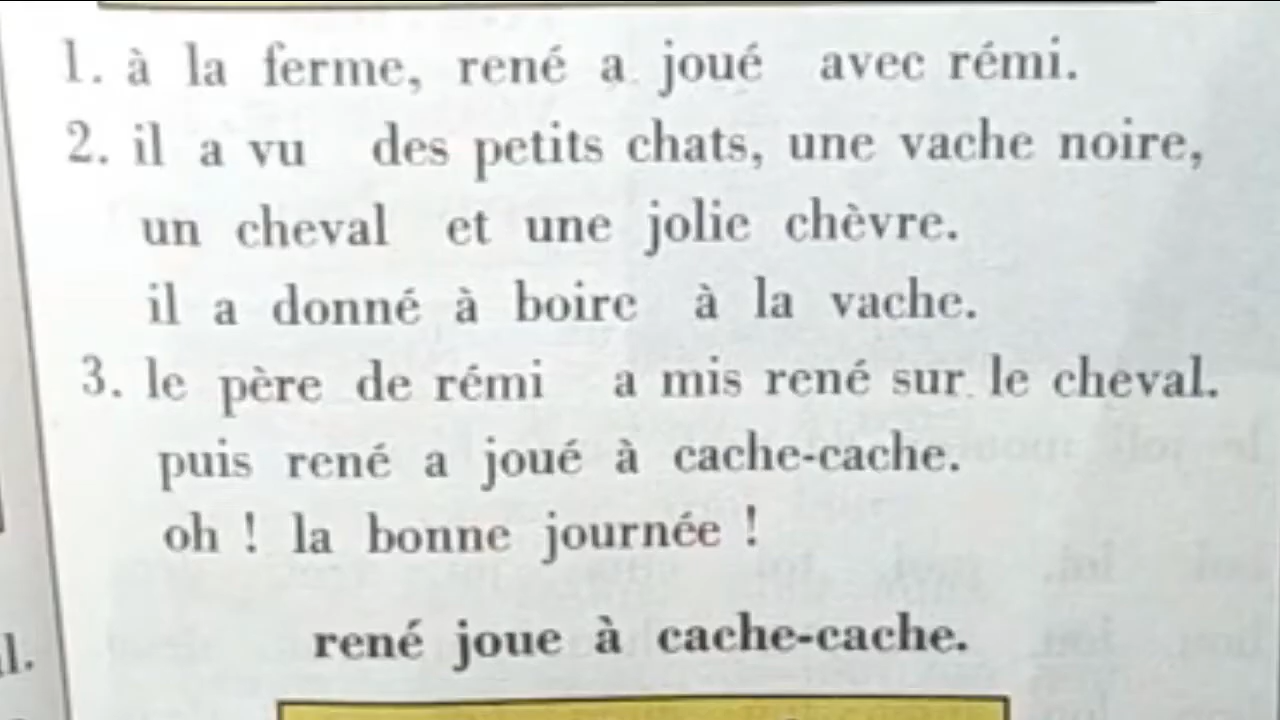 1. à la ferme, rené a joué avec rémi.
2. il a vu des petits chats, une vache noire,
un cheval et une jolie chèvre.
il a donné à boire à la vache.
3. le père de rémi a mis rené sur le cheval.
puis rené a joué à cache-cache.
oh ! la bonne journée !
rené joue à cache-cache.